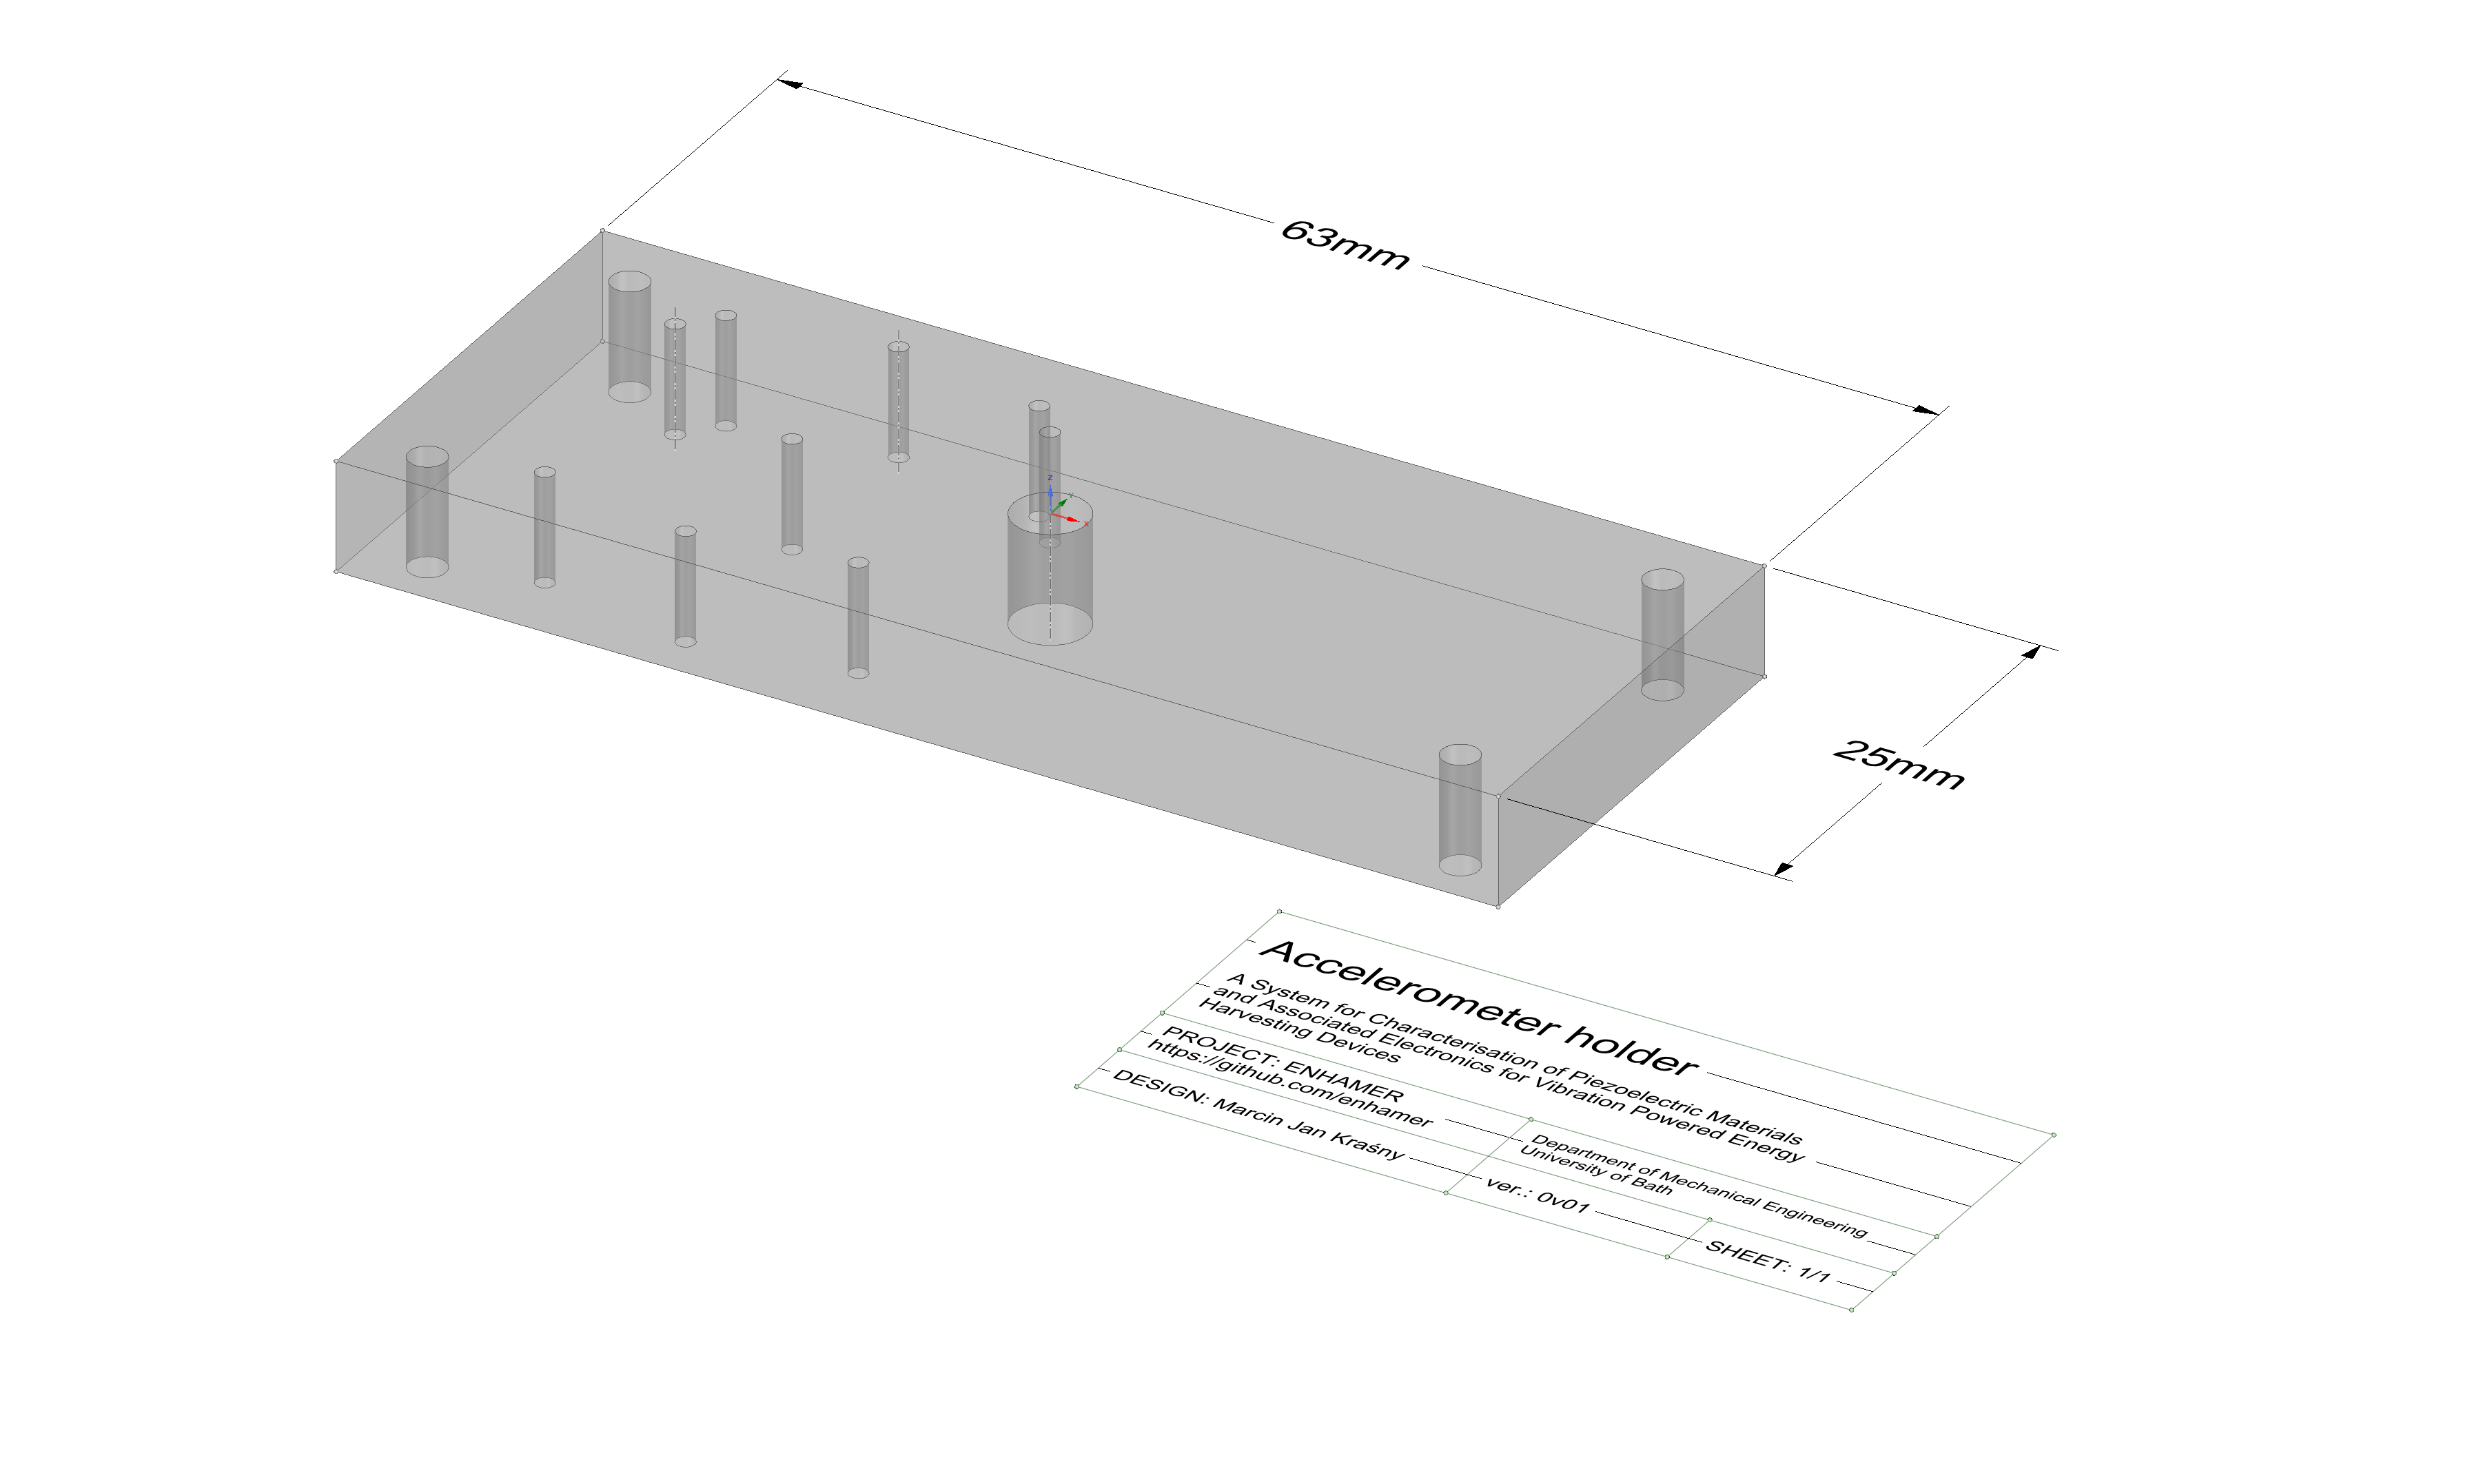 63mm
25mm
Accelerometer holder
A System for Characterisation of Piezoelectric Materials
and Associated Electronics for Vibration Powered Energy
Harvesting Devices
PROJECT: ENHAMER
https://github.com/enhamer
Department of Mechanical Engineering
University of Bath
DESIGN: Marcin Jan Kraśny
ver.: 0v01
SHEET: 1/1
Z
Y
X